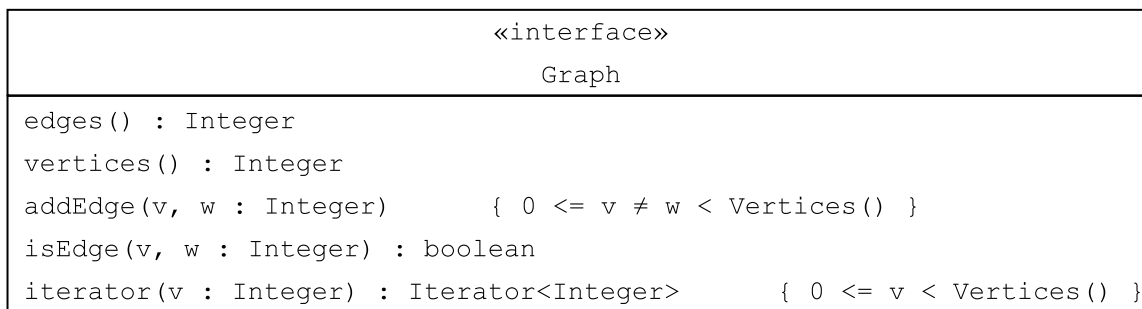 «interface»
Graph
edges() : Integer
vertices() : Integer
addEdge(v, w : Integer) { 0 <= v ≠ w < Vertices() }
isEdge(v, w : Integer) : boolean
iterator(v : Integer) : Iterator<Integer> { 0 <= v < Vertices() }